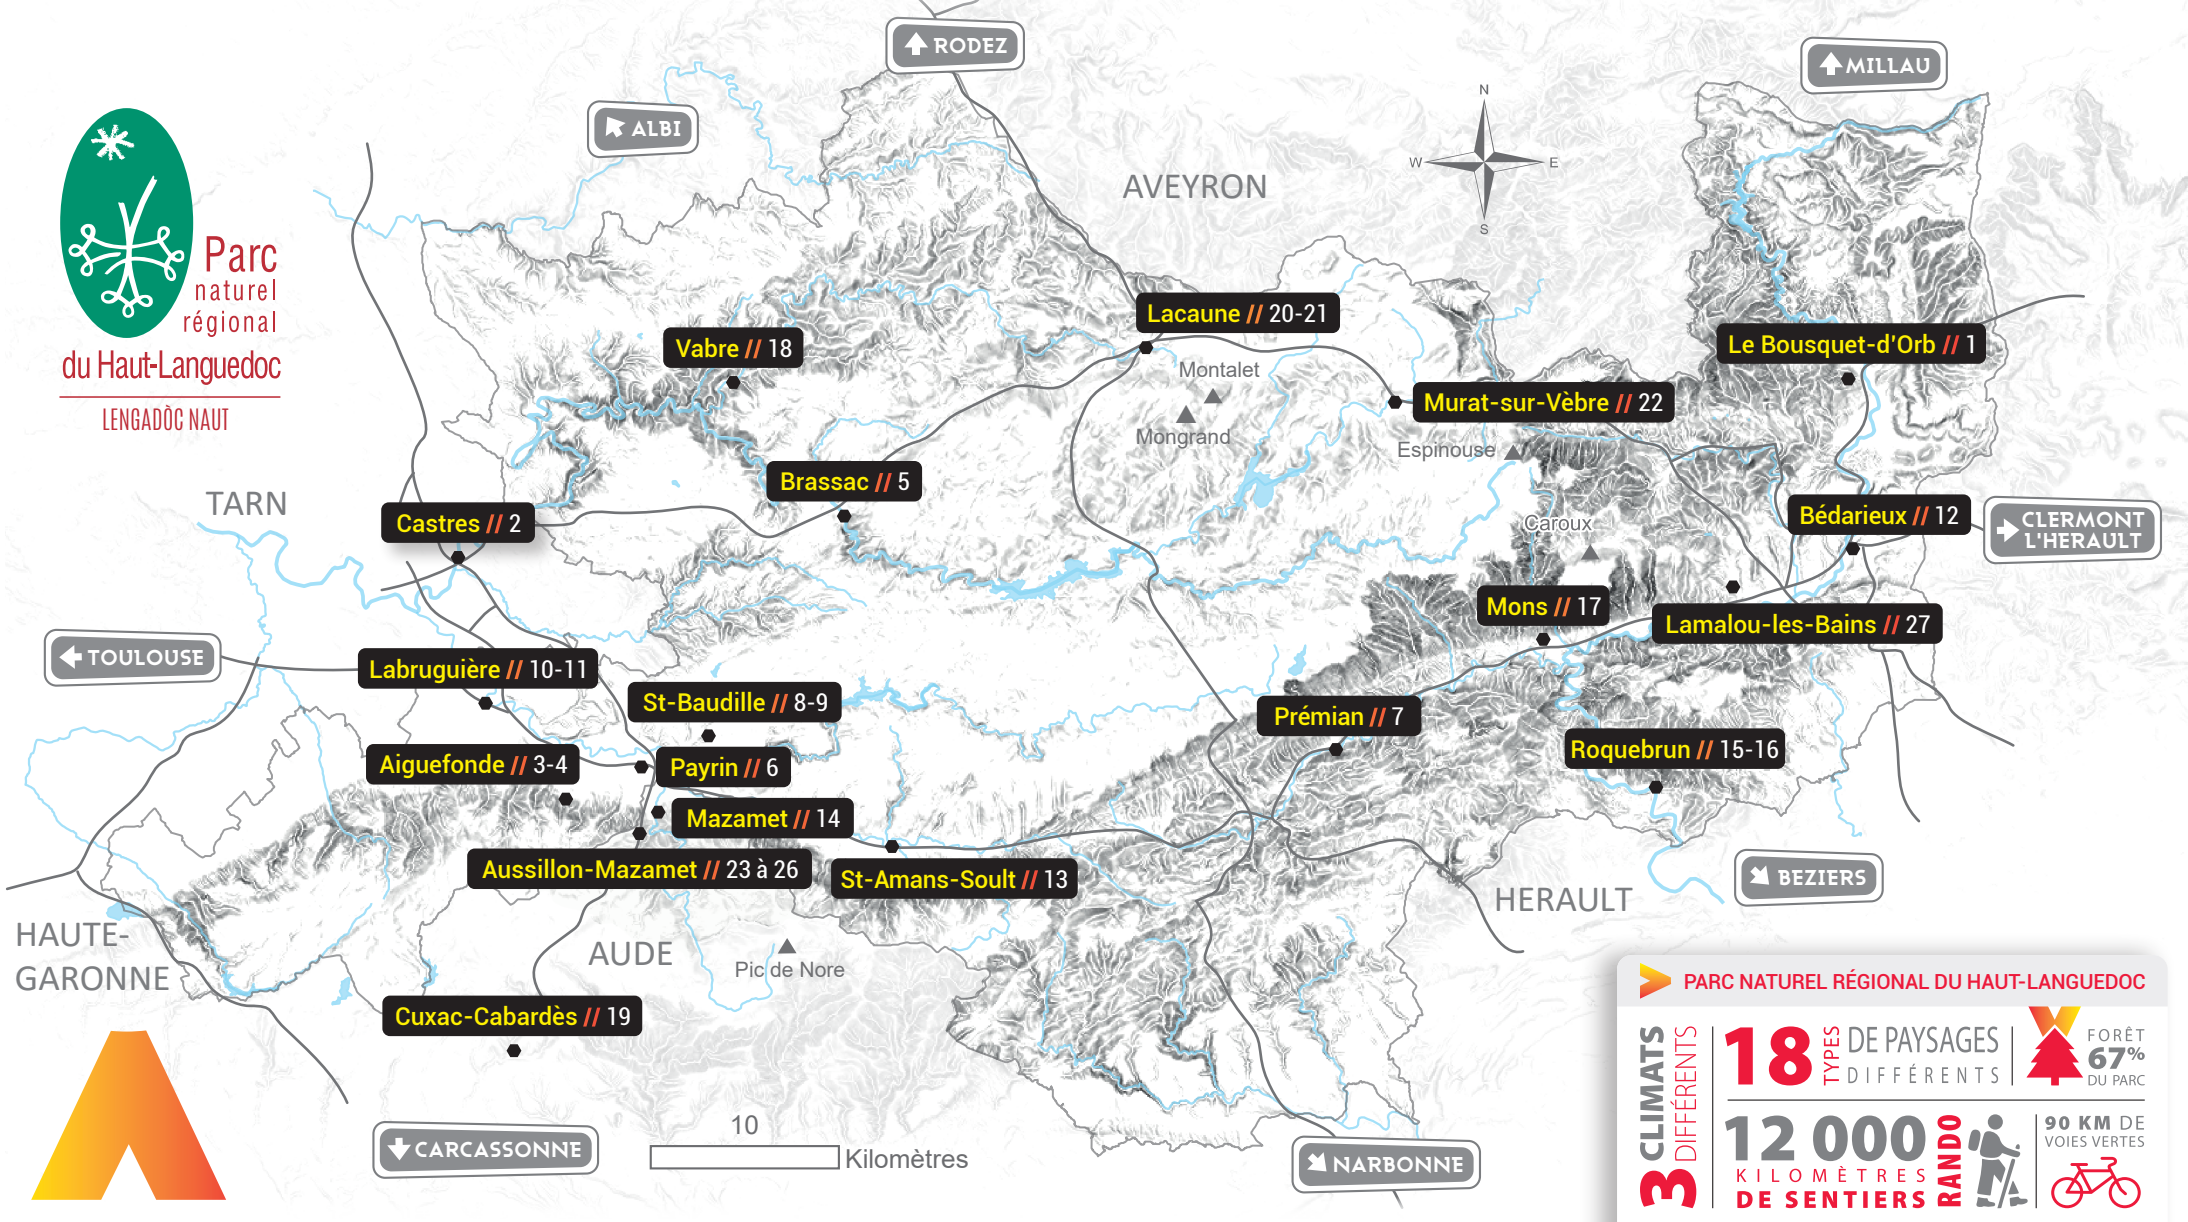 RODEZ
MILLAU
ALBI
N
W E
S
AVEYRON
Parc
naturel
régional
du Haut-Languedoc
LENGADÒC NAUT
Lacaune // 20-21
Vabre // 18
Le Bousquet-d'Orb // 1
Montalet
Murat-sur-Vèbre // 22
Mongrand
Espinouse
Brassac // 5
TARN
Castres // 2
Caroux
Bédarieux // 12
CLERMONT
L'HERAULT
Mons // 17
Lamalou-les-Bains // 27
TOULOUSE
Labruguière // 10-11
St-Baudille // 8-9
Prémian // 7
Roquebrun // 15-16
Aiguefonde // 3-4
Payrin // 6
Mazamet // 14
Aussillon-Mazamet // 23 à 26
St-Amans-Soult // 13
BEZIERS
HERAULT
HAUTE-
GARONNE
AUDE
Pic de Nore
Cuxac-Cabardès // 19
CARCASSONNE
10
Kilomètres
NARBONNE
PARC NATUREL RÉGIONAL DU HAUT-LANGUEDOC
3 CLIMATS
DIFFÉRENTS
18 TYPES DE PAYSAGES
DIFFÉRENTS
FORÊT
67%
DU PARC
12 000
KILOMÈTRES
DE SENTIERS
RANDO
90 KM DE
VOIES VERTES